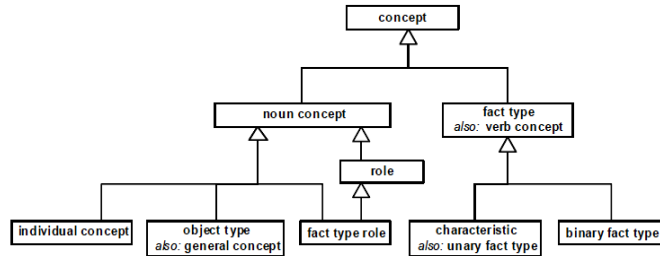 concept
noun concept
fact type
also: verb concept
role
individual concept
object type
also: general concept
fact type role
characteristic
also: unary fact type
binary fact type